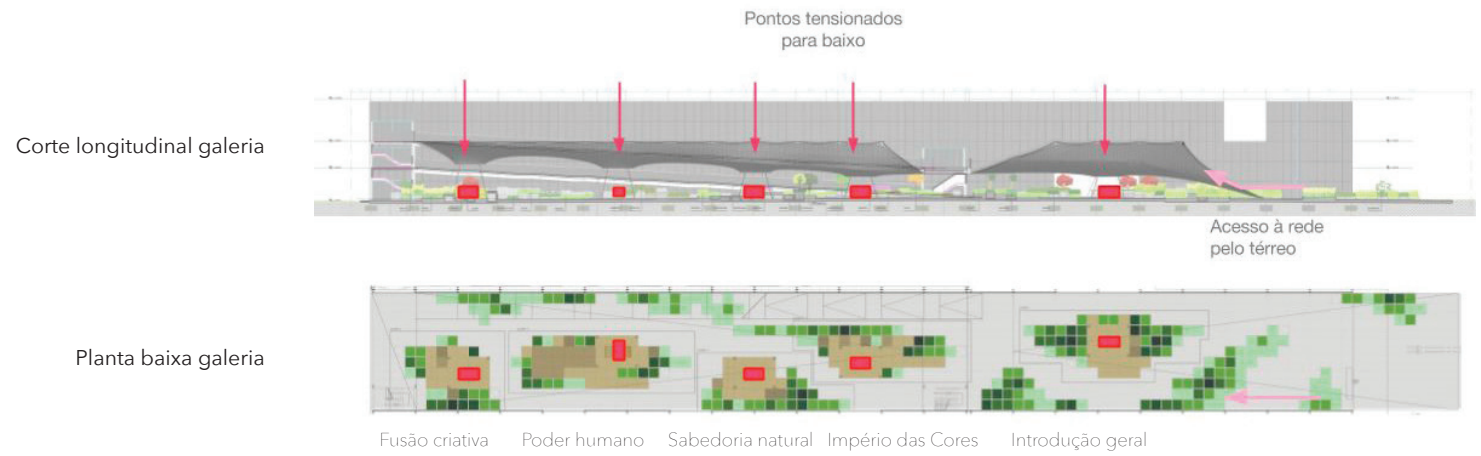 Pontos tensionados
para baixo
Corte longitudinal galeria
Acesso à rede
pelo térreo
Planta baixa galeria
Fusão criativa
Poder humano
Sabedoria natural
Império das Cores
Introdução geral